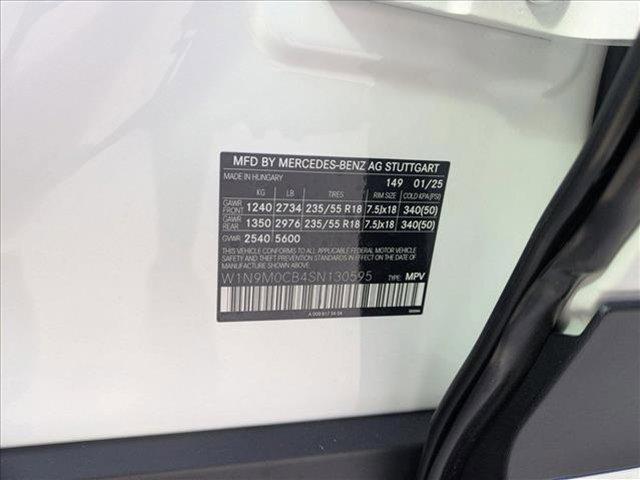 MFD BY MERCEDES-BENZ AG STUTTGART
MADE IN HUNGARY 149 01/25
KG LB TIRES RIM SIZE COLD KPA(PSI)
GAWR FRONT 1240 2734 235/55 R18 7.5Jx18 340(50)
GAWR REAR 1350 2976 235/55 R18 7.5Jx18 340(50)
GVWR 2540 5600
THIS VEHICLE CONFORMS TO ALL APPLICABLE FEDERAL MOTOR VEHICLE
SAFETY AND THEFT PREVENTION STANDARDS IN EFFECT ON THE DATE OF
MANUFACTURE SHOWN ABOVE.
W1N9M0CB4SN130595 TYPE: MPV